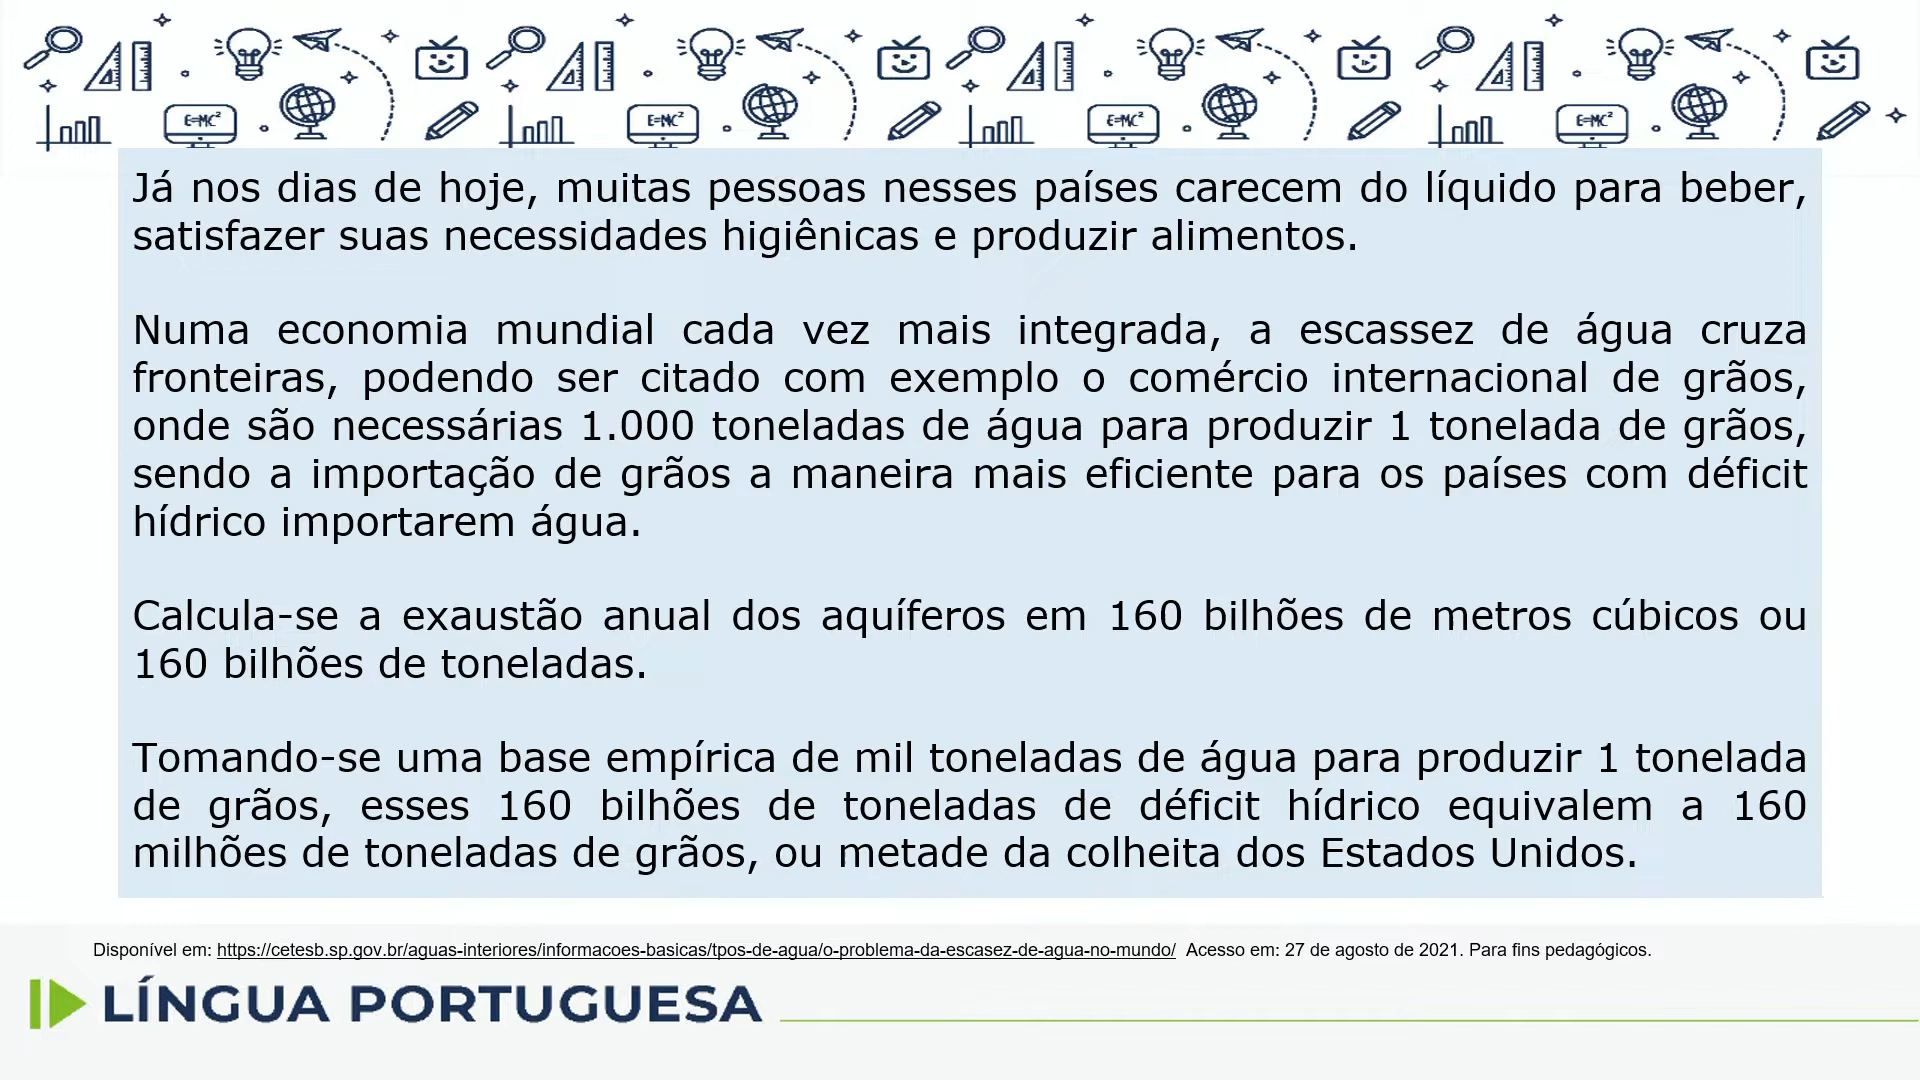 E=MC²
E=MC²
E=MC²
E=MC²
Já nos dias de hoje, muitas pessoas nesses países carecem do líquido para beber,
satisfazer suas necessidades higiênicas e produzir alimentos.
Numa economia mundial cada vez mais integrada, a escassez de água cruza
fronteiras, podendo ser citado com exemplo o comércio internacional de grãos,
onde são necessárias 1.000 toneladas de água para produzir 1 tonelada de grãos,
sendo a importação de grãos a maneira mais eficiente para os países com déficit
hídrico importarem água.
Calcula-se a exaustão anual dos aquíferos em 160 bilhões de metros cúbicos ou
160 bilhões de toneladas.
Tomando-se uma base empírica de mil toneladas de água para produzir 1 tonelada
de grãos, esses 160 bilhões de toneladas de déficit hídrico equivalem a 160
milhões de toneladas de grãos, ou metade da colheita dos Estados Unidos.
Disponível em: https://cetesb.sp.gov.br/aguas-interiores/informacoes-basicas/tpos-de-agua/o-problema-da-escasez-de-agua-no-mundo/ Acesso em: 27 de agosto de 2021. Para fins pedagógicos.
LÍNGUA PORTUGUESA